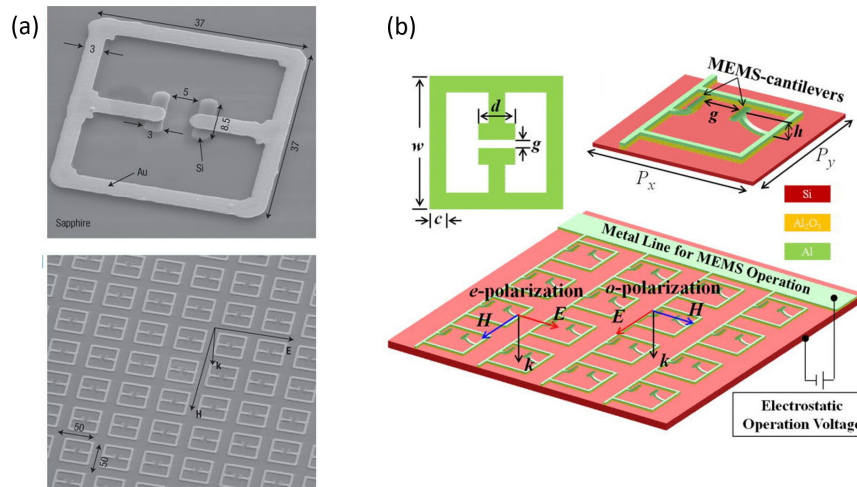 (a)
37
3
5
3
8.5
37
Au
Si
Sapphire
E
k
H
50
50
(b)
d
w
g
c
MEMS-cantilevers
g
h
Px
Py
Si
Al2O3
Al
Metal Line for MEMS Operation
e-polarization
o-polarization
H
E
k
E
H
k
Electrostatic
Operation Voltage